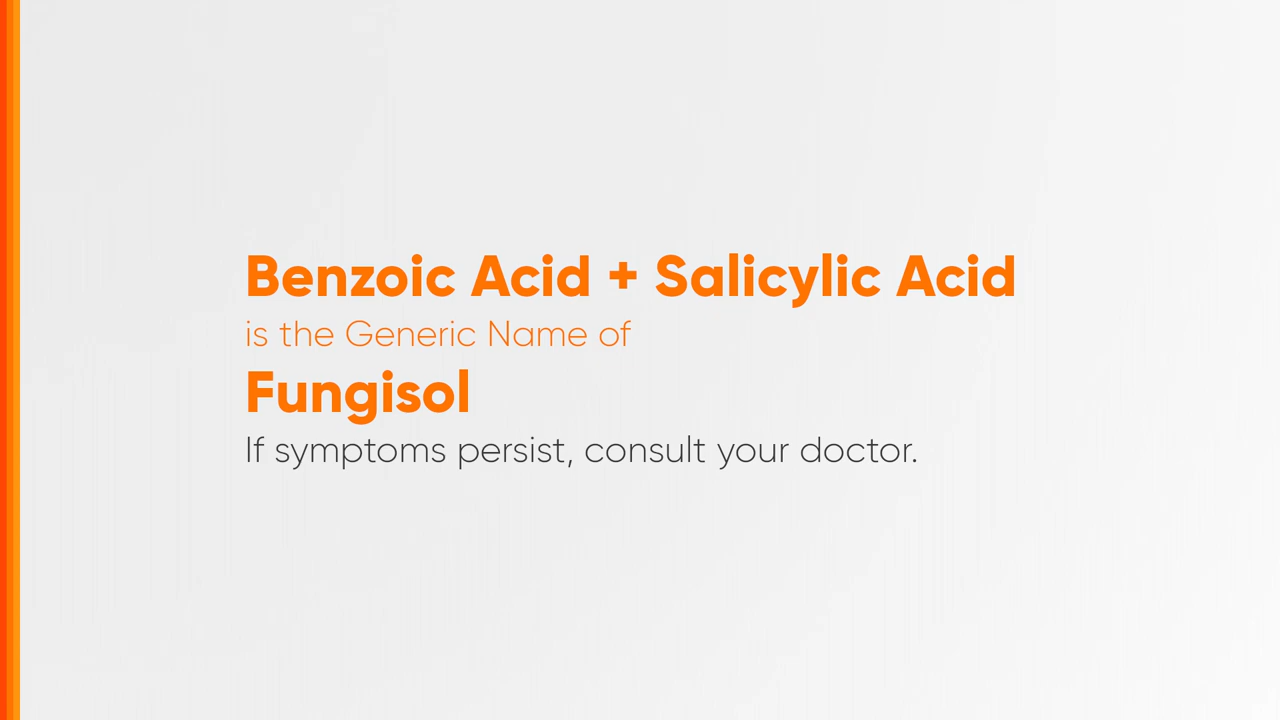 Benzoic Acid + Salicylic Acid
is the Generic Name of
Fungisol
If symptoms persist, consult your doctor.